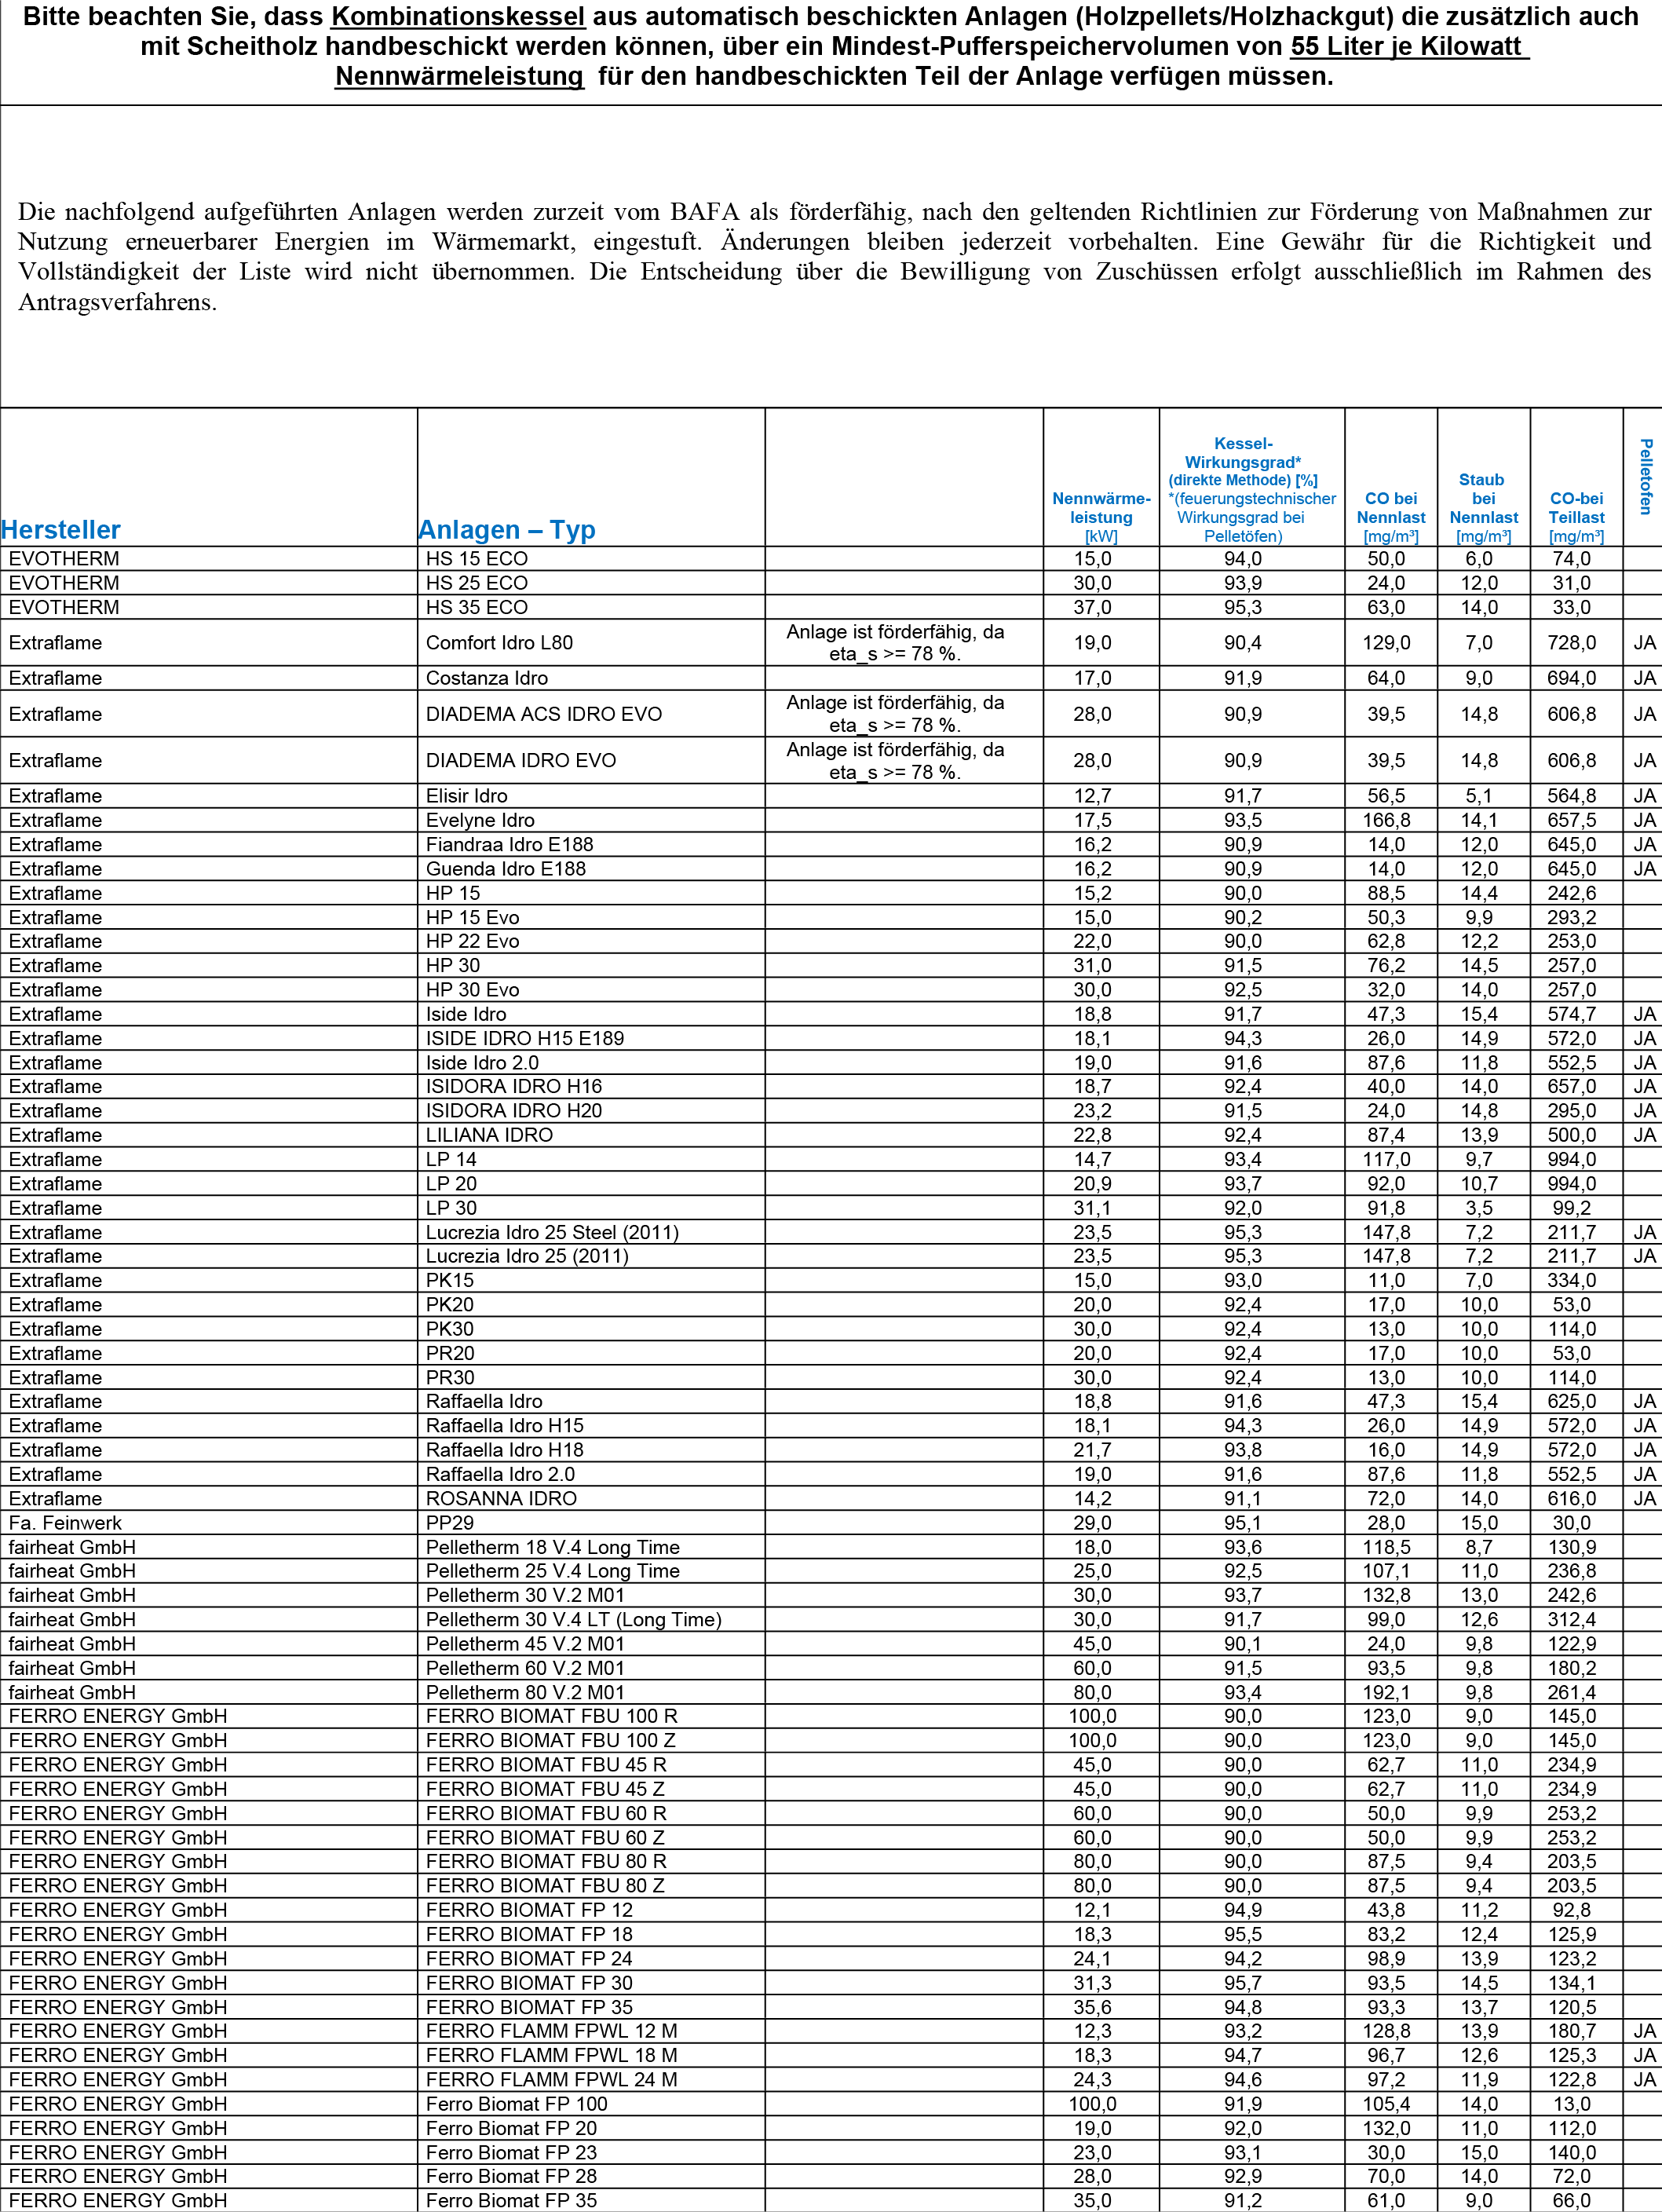 Bitte beachten Sie, dass Kombinationskessel aus automatisch beschickten Anlagen (Holzpellets/Holzhackgut) die zusätzlich auch
mit Scheitholz handbeschickt werden können, über ein Mindest-Pufferspeichervolumen von 55 Liter je Kilowatt
Nennwärmeleistung für den handbeschickten Teil der Anlage verfügen müssen.
Die nachfolgend aufgeführten Anlagen werden zurzeit vom BAFA als förderfähig, nach den geltenden Richtlinien zur Förderung von Maßnahmen zur
Nutzung erneuerbarer Energien im Wärmemarkt, eingestuft. Änderungen bleiben jederzeit vorbehalten. Eine Gewähr für die Richtigkeit und
Vollständigkeit der Liste wird nicht übernommen. Die Entscheidung über die Bewilligung von Zuschüssen erfolgt ausschließlich im Rahmen des
Antragsverfahrens.
Hersteller
Anlagen – Typ
Nennwärme-
leistung
[kW]
Kessel-
Wirkungsgrad*
(direkte Methode) [%]
*(feuerungstechnischer
Wirkungsgrad bei
Pelletöfen)
CO bei
Nennlast
[mg/m³]
Staub
bei
Nennlast
[mg/m³]
CO-bei
Teillast
[mg/m³]
Pelletofen
EVOTHERM HS 15 ECO 15,0 94,0 50,0 6,0 74,0
EVOTHERM HS 25 ECO 30,0 93,9 24,0 12,0 31,0
EVOTHERM HS 35 ECO 37,0 95,3 63,0 14,0 33,0
Extraflame Comfort Idro L80 Anlage ist förderfähig, da
eta_s >= 78 %. 19,0 90,4 129,0 7,0 728,0 JA
Extraflame Costanza Idro 17,0 91,9 64,0 9,0 694,0 JA
Extraflame DIADEMA ACS IDRO EVO Anlage ist förderfähig, da
eta_s >= 78 %. 28,0 90,9 39,5 14,8 606,8 JA
Extraflame DIADEMA IDRO EVO Anlage ist förderfähig, da
eta_s >= 78 %. 28,0 90,9 39,5 14,8 606,8 JA
Extraflame Elisir Idro 12,7 91,7 56,5 5,1 564,8 JA
Extraflame Evelyne Idro 17,5 93,5 166,8 14,1 657,5 JA
Extraflame Fiandraa Idro E188 16,2 90,9 14,0 12,0 645,0 JA
Extraflame Guenda Idro E188 16,2 90,9 14,0 12,0 645,0 JA
Extraflame HP 15 15,2 90,0 88,5 14,4 242,6
Extraflame HP 15 Evo 15,0 90,2 50,3 9,9 293,2
Extraflame HP 22 Evo 22,0 90,0 62,8 12,2 253,0
Extraflame HP 30 31,0 91,5 76,2 14,5 257,0
Extraflame HP 30 Evo 30,0 92,5 32,0 14,0 257,0
Extraflame Iside Idro 18,8 91,7 47,3 15,4 574,7 JA
Extraflame ISIDE IDRO H15 E189 18,1 94,3 26,0 14,9 572,0 JA
Extraflame Iside Idro 2.0 19,0 91,6 87,6 11,8 552,5 JA
Extraflame ISIDORA IDRO H16 18,7 92,4 40,0 14,0 657,0 JA
Extraflame ISIDORA IDRO H20 23,2 91,5 24,0 14,8 295,0 JA
Extraflame LILIANA IDRO 22,8 92,4 87,4 13,9 500,0 JA
Extraflame LP 14 14,7 93,4 117,0 9,7 994,0
Extraflame LP 20 20,9 93,7 92,0 10,7 994,0
Extraflame LP 30 31,1 92,0 91,8 3,5 99,2
Extraflame Lucrezia Idro 25 Steel (2011) 23,5 95,3 147,8 7,2 211,7 JA
Extraflame Lucrezia Idro 25 (2011) 23,5 95,3 147,8 7,2 211,7 JA
Extraflame PK15 15,0 93,0 11,0 7,0 334,0
Extraflame PK20 20,0 92,4 17,0 10,0 53,0
Extraflame PK30 30,0 92,4 13,0 10,0 114,0
Extraflame PR20 20,0 92,4 17,0 10,0 53,0
Extraflame PR30 30,0 92,4 13,0 10,0 114,0
Extraflame Raffaella Idro 18,8 91,6 47,3 15,4 625,0 JA
Extraflame Raffaella Idro H15 18,1 94,3 26,0 14,9 572,0 JA
Extraflame Raffaella Idro H18 21,7 93,8 16,0 14,9 572,0 JA
Extraflame Raffaella Idro 2.0 19,0 91,6 87,6 11,8 552,5 JA
Extraflame ROSANNA IDRO 14,2 91,1 72,0 14,0 616,0 JA
Fa. Feinwerk PP29 29,0 95,1 28,0 15,0 30,0
fairheat GmbH Pelletherm 18 V.4 Long Time 18,0 93,6 118,5 8,7 130,9
fairheat GmbH Pelletherm 25 V.4 Long Time 25,0 92,5 107,1 11,0 236,8
fairheat GmbH Pelletherm 30 V.2 M01 30,0 93,7 132,8 13,0 242,6
fairheat GmbH Pelletherm 30 V.4 LT (Long Time) 30,0 91,7 99,0 12,6 312,4
fairheat GmbH Pelletherm 45 V.2 M01 45,0 90,1 24,0 9,8 122,9
fairheat GmbH Pelletherm 60 V.2 M01 60,0 91,5 93,5 9,8 180,2
fairheat GmbH Pelletherm 80 V.2 M01 80,0 93,4 192,1 9,8 261,4
FERRO ENERGY GmbH FERRO BIOMAT FBU 100 R 100,0 90,0 123,0 9,0 145,0
FERRO ENERGY GmbH FERRO BIOMAT FBU 100 Z 100,0 90,0 123,0 9,0 145,0
FERRO ENERGY GmbH FERRO BIOMAT FBU 45 R 45,0 90,0 62,7 11,0 234,9
FERRO ENERGY GmbH FERRO BIOMAT FBU 45 Z 45,0 90,0 62,7 11,0 234,9
FERRO ENERGY GmbH FERRO BIOMAT FBU 60 R 60,0 90,0 50,0 9,9 253,2
FERRO ENERGY GmbH FERRO BIOMAT FBU 60 Z 60,0 90,0 50,0 9,9 253,2
FERRO ENERGY GmbH FERRO BIOMAT FBU 80 R 80,0 90,0 87,5 9,4 203,5
FERRO ENERGY GmbH FERRO BIOMAT FBU 80 Z 80,0 90,0 87,5 9,4 203,5
FERRO ENERGY GmbH FERRO BIOMAT FP 12 12,1 94,9 43,8 11,2 92,8
FERRO ENERGY GmbH FERRO BIOMAT FP 18 18,3 95,5 83,2 12,4 125,9
FERRO ENERGY GmbH FERRO BIOMAT FP 24 24,1 94,2 98,9 13,9 123,2
FERRO ENERGY GmbH FERRO BIOMAT FP 30 31,3 95,7 93,5 14,5 134,1
FERRO ENERGY GmbH FERRO BIOMAT FP 35 35,6 94,8 93,3 13,7 120,5
FERRO ENERGY GmbH FERRO FLAMM FPWL 12 M 12,3 93,2 128,8 13,9 180,7 JA
FERRO ENERGY GmbH FERRO FLAMM FPWL 18 M 18,3 94,7 96,7 12,6 125,3 JA
FERRO ENERGY GmbH FERRO FLAMM FPWL 24 M 24,3 94,6 97,2 11,9 122,8 JA
FERRO ENERGY GmbH Ferro Biomat FP 100 100,0 91,9 105,4 14,0 13,0
FERRO ENERGY GmbH Ferro Biomat FP 20 19,0 92,0 132,0 11,0 112,0
FERRO ENERGY GmbH Ferro Biomat FP 23 23,0 93,1 30,0 15,0 140,0
FERRO ENERGY GmbH Ferro Biomat FP 28 28,0 92,9 70,0 14,0 72,0
FERRO ENERGY GmbH Ferro Biomat FP 35 35,0 91,2 61,0 9,0 66,0